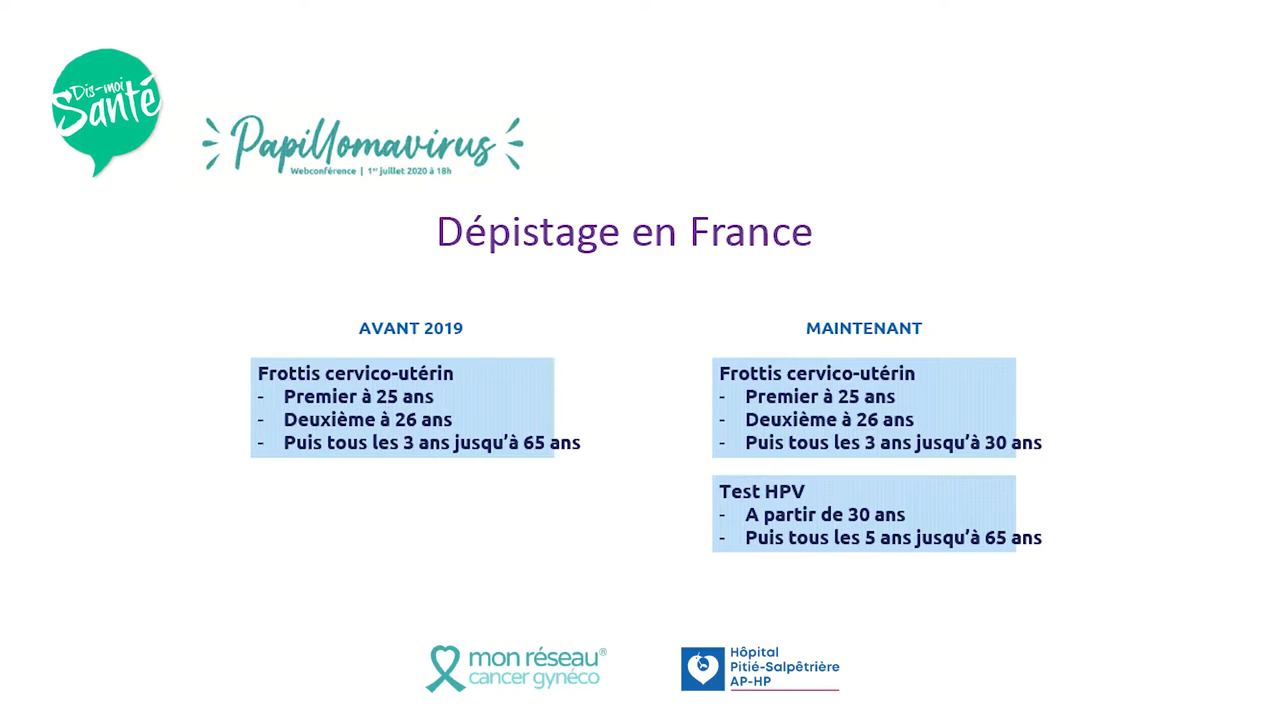 Dis-moi
Santé
Papillomavirus
Webconférence | 1er juillet 2020 à 18h
Dépistage en France
AVANT 2019
Frottis cervico-utérin
- Premier à 25 ans
- Deuxième à 26 ans
- Puis tous les 3 ans jusqu'à 65 ans
MAINTENANT
Frottis cervico-utérin
- Premier à 25 ans
- Deuxième à 26 ans
- Puis tous les 3 ans jusqu'à 30 ans
Test HPV
- A partir de 30 ans
- Puis tous les 5 ans jusqu'à 65 ans
mon réseau®
cancer gynéco
Hôpital
Pitié-Salpêtrière
AP-HP